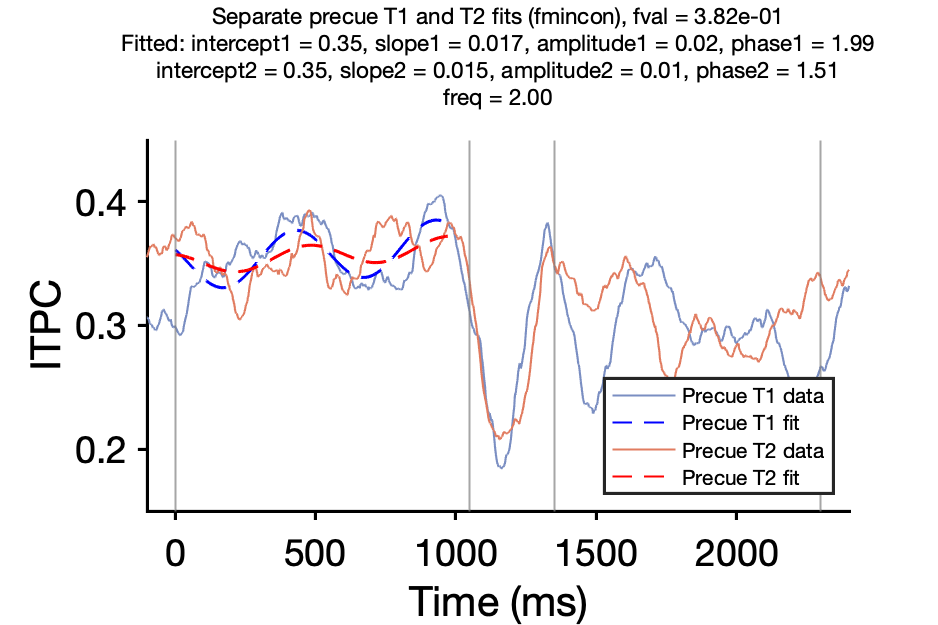 Separate precue T1 and T2 fits (fmincon), fval = 3.82e-01
Fitted: intercept1 = 0.35, slope1 = 0.017, amplitude1 = 0.02, phase1 = 1.99
intercept2 = 0.35, slope2 = 0.015, amplitude2 = 0.01, phase2 = 1.51
freq = 2.00
0.4
0.3
0.2
ITPC
Precue T1 data
Precue T1 fit
Precue T2 data
Precue T2 fit
0 500 1000 1500 2000
Time (ms)